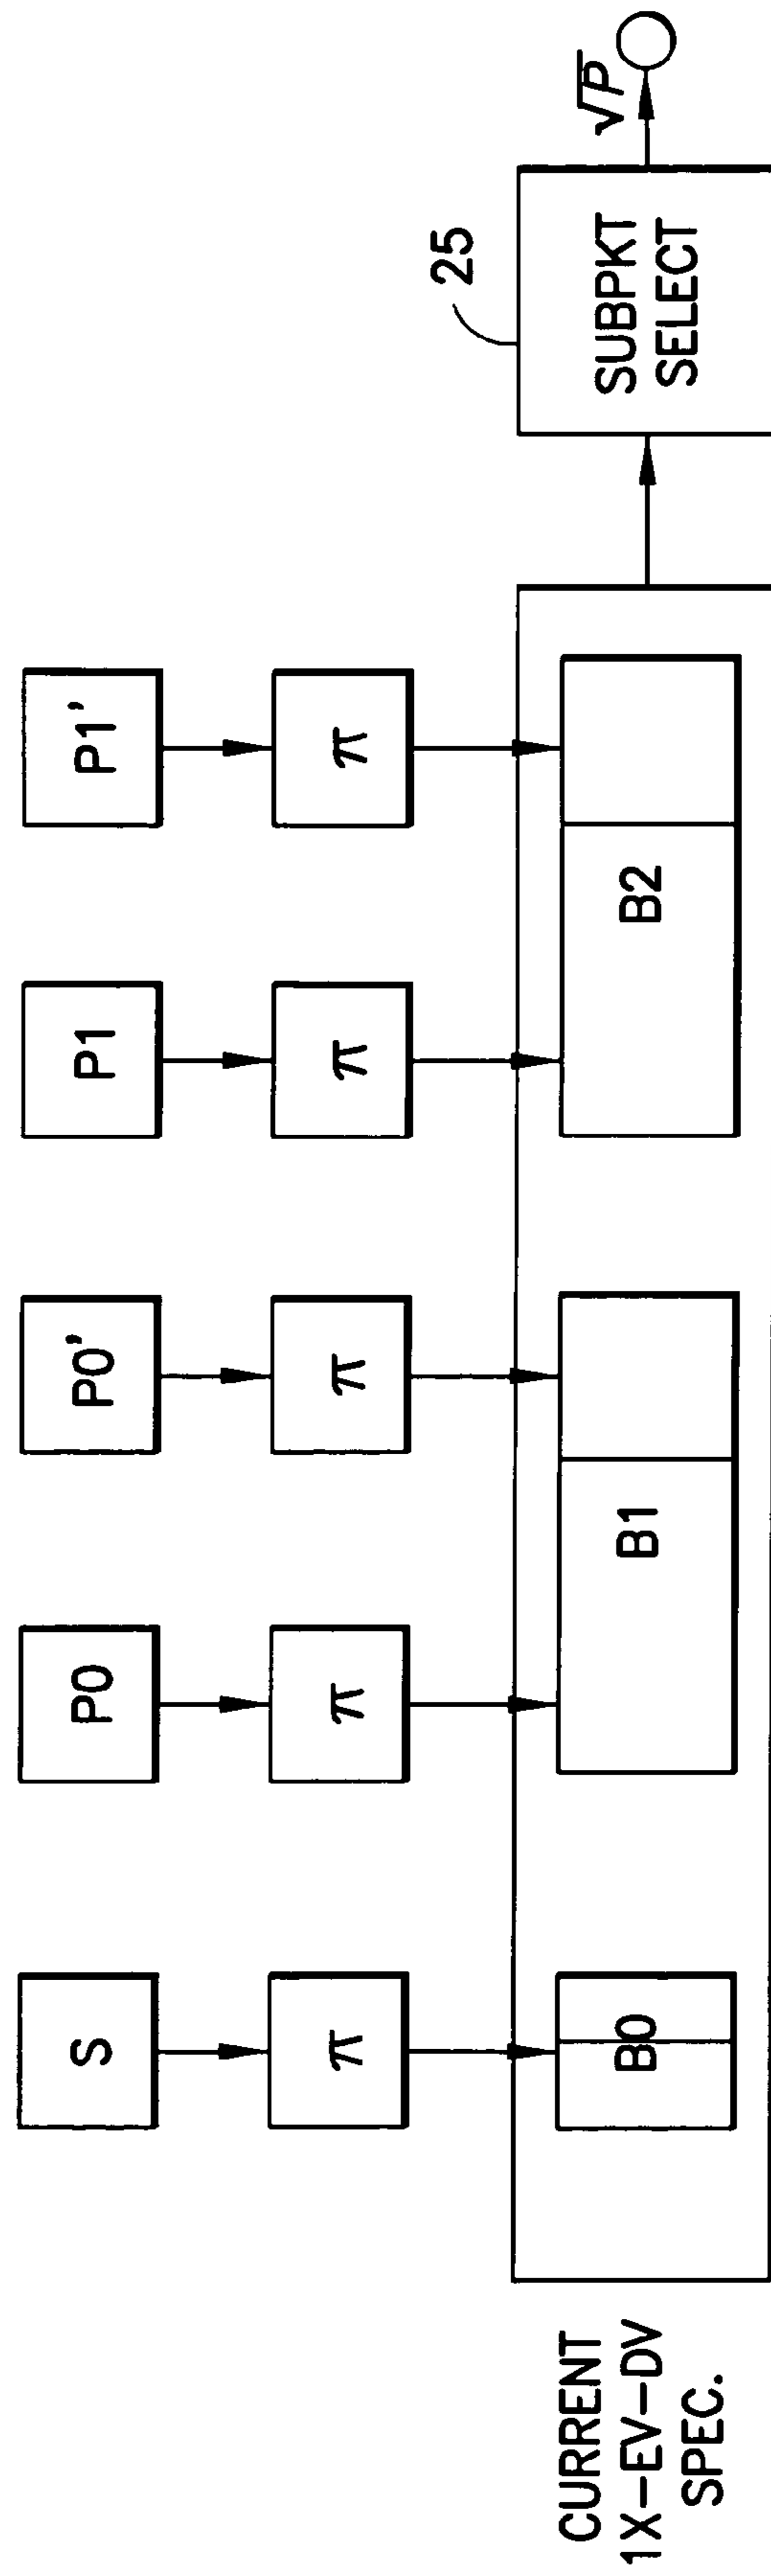 S
P0
P0'
P1
P1'
π
π
π
π
π
CURRENT
1X-EV-DV
SPEC.
B0
B1
B2
25
SUBPKT
SELECT
√P